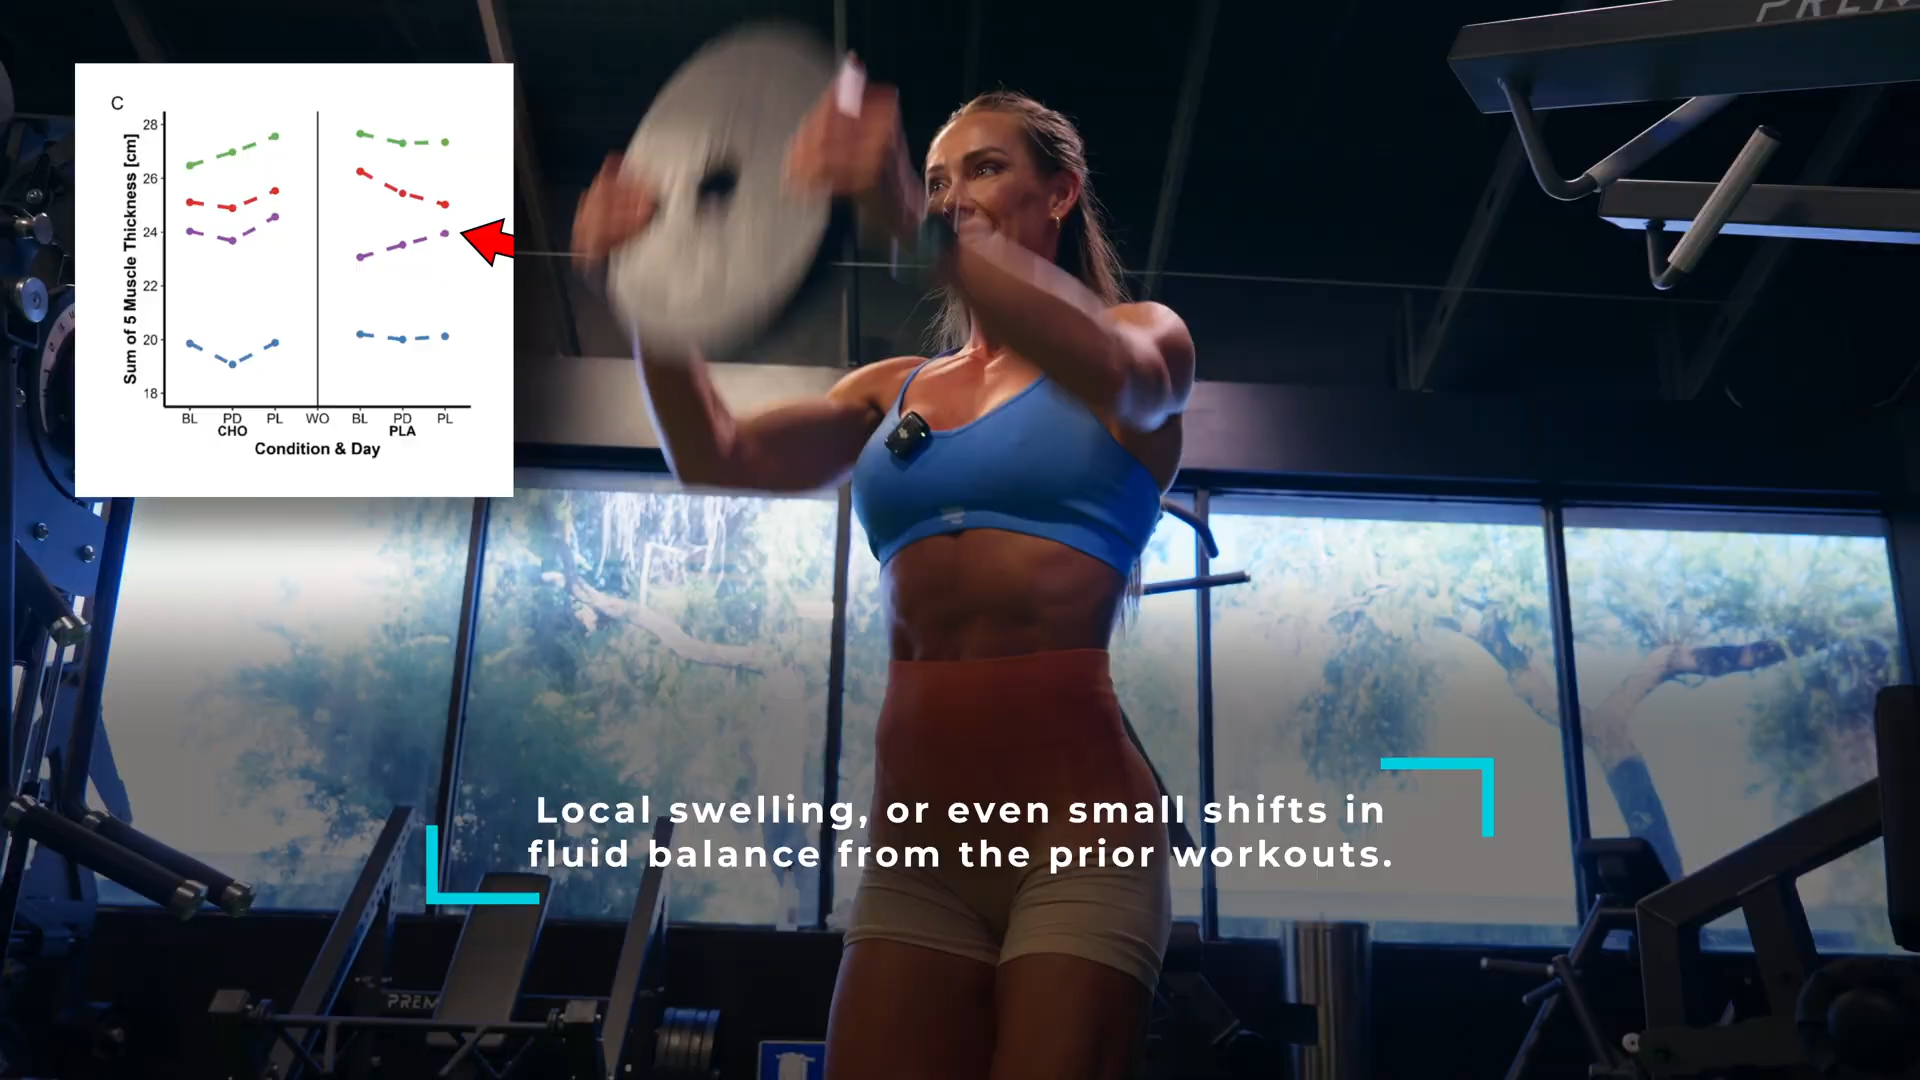 C
Sum of 5 Muscle Thickness [cm]
28
26
24
22
20
18
BL PD PL WO BL PD PL
CHO PLA
Condition & Day
Local swelling, or even small shifts in
fluid balance from the prior workouts.
PREM